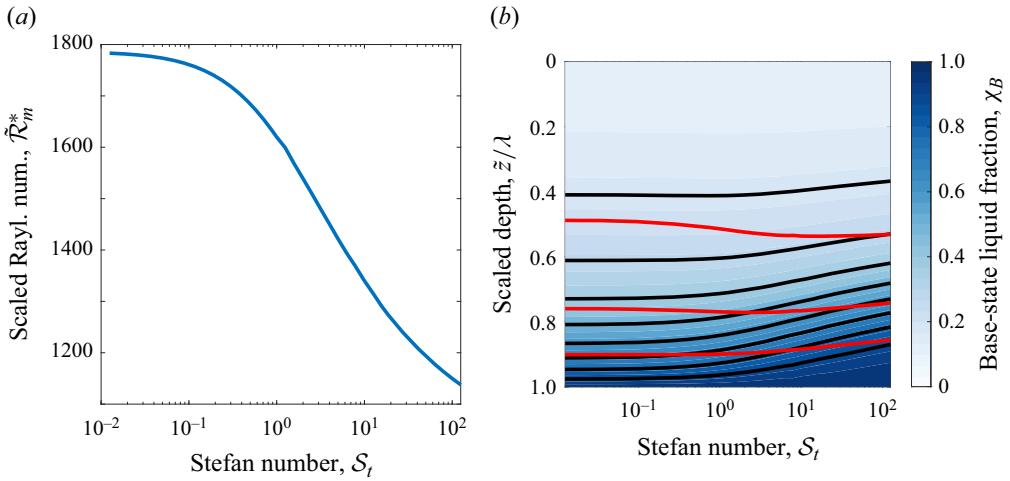 (a)
1800
1600
1400
1200
Scaled Rayl. num., R̃*ₘ
10⁻² 10⁻¹ 10⁰ 10¹ 10²
Stefan number, 𝒮ₜ
(b)
0
0.2
0.4
0.6
0.8
1.0
Scaled depth, z̃/λ
10⁻¹ 10⁰ 10¹ 10²
Stefan number, 𝒮ₜ
1.0
0.8
0.6
0.4
0.2
0
Base-state liquid fraction, χ_B